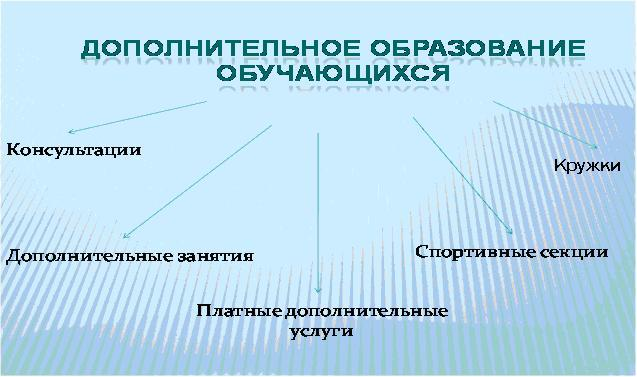 ДОПОЛНИТЕЛЬНОЕ ОБРАЗОВАНИЕ
ОБУЧАЮЩИХСЯ
Консультации
Кружки
Дополнительные занятия
Спортивные секции
Платные дополнительные
услуги